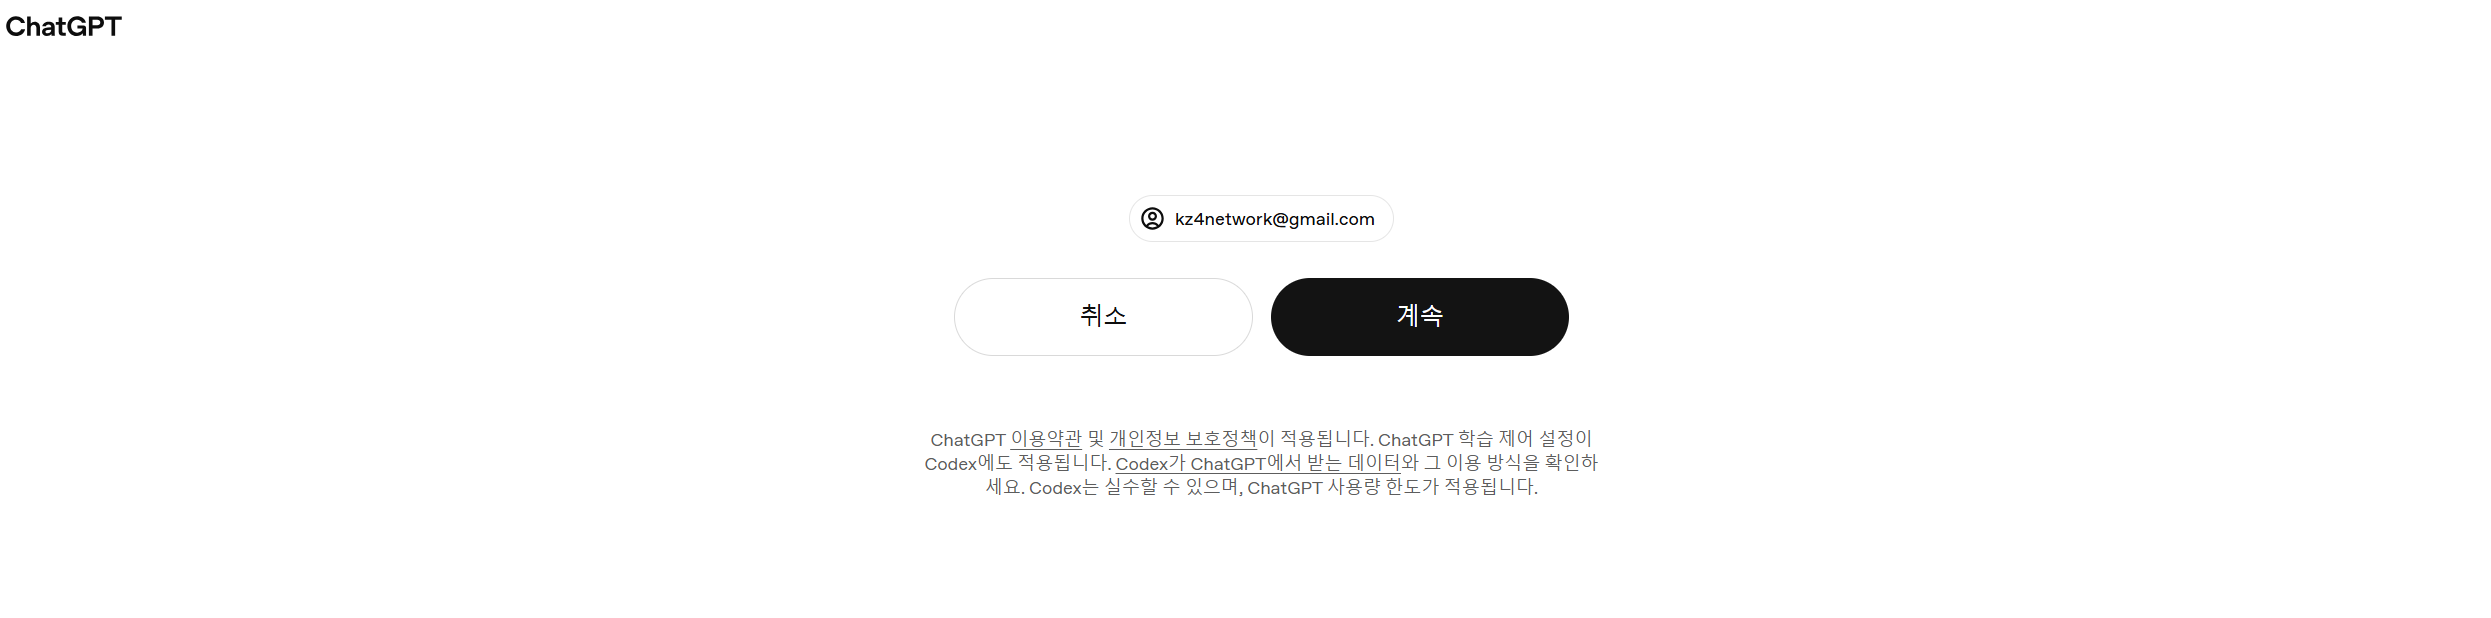 ChatGPT
kz4network@gmail.com
취소
계속
ChatGPT 이용약관 및 개인정보 보호정책이 적용됩니다. ChatGPT 학습 제어 설정이
Codex에도 적용됩니다. Codex가 ChatGPT에서 받는 데이터와 그 이용 방식을 확인하
세요. Codex는 실수할 수 있으며, ChatGPT 사용량 한도가 적용됩니다.